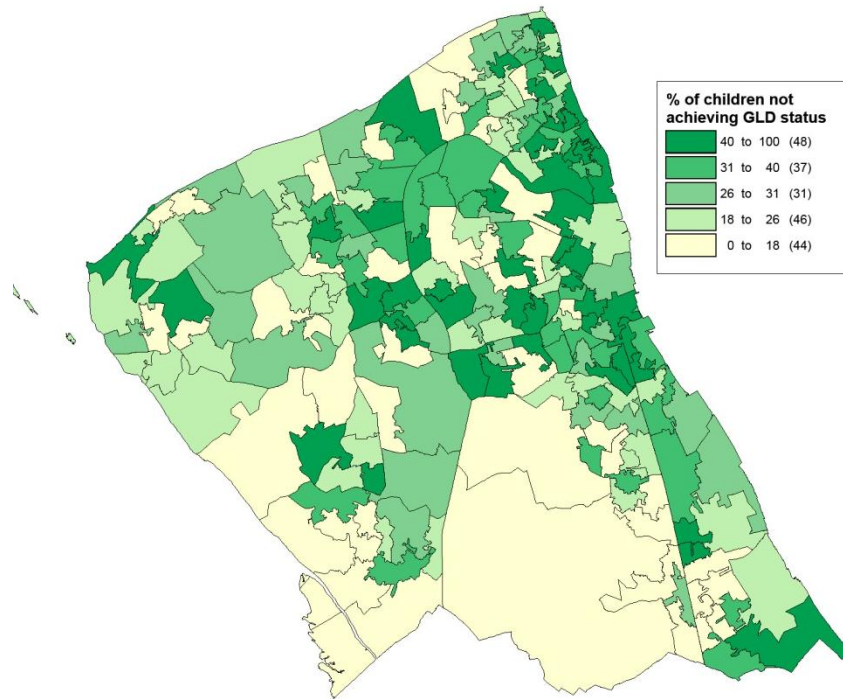 % of children not
achieving GLD status
40 to 100 (48)
31 to 40 (37)
26 to 31 (31)
18 to 26 (46)
0 to 18 (44)